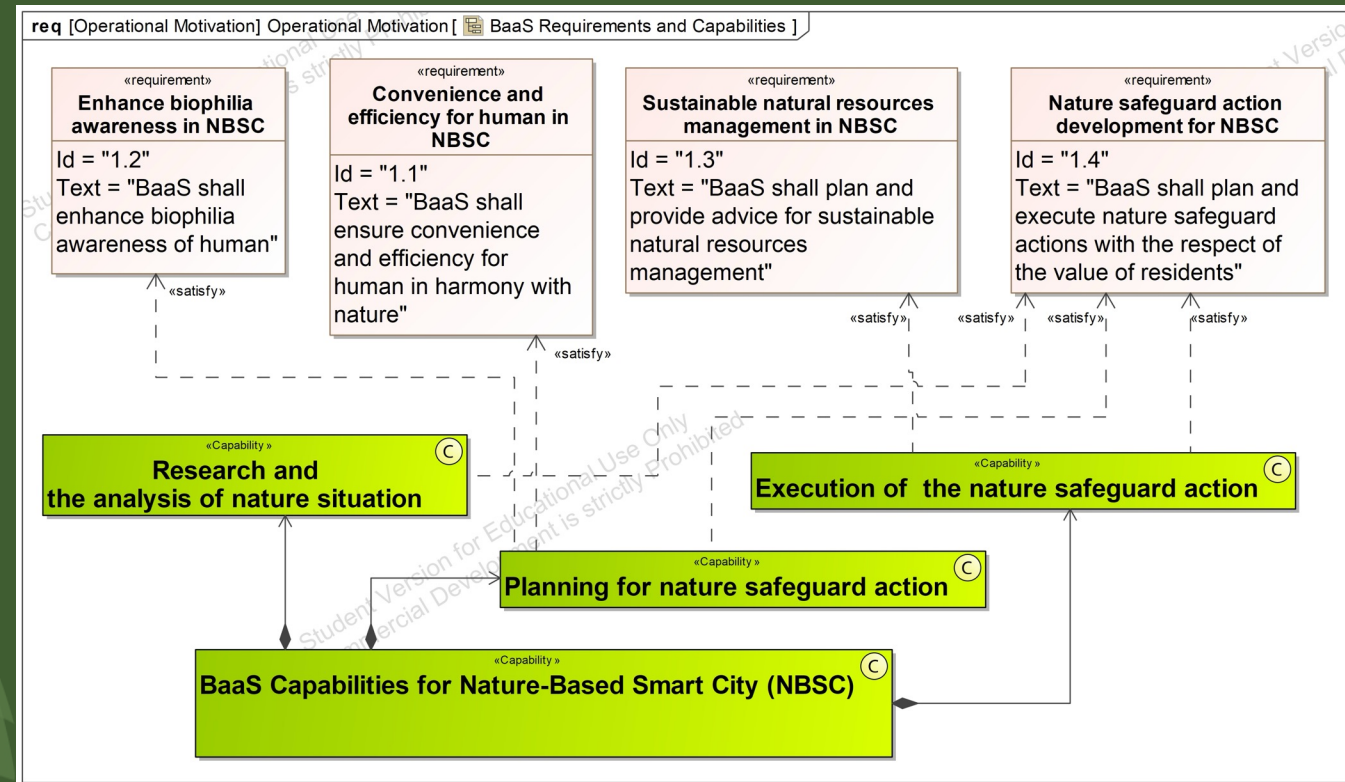 req [Operational Motivation] Operational Motivation [ BaaS Requirements and Capabilities ]
«requirement»
Enhance biophilia
awareness in NBSC
Id = "1.2"
Text = "BaaS shall
enhance biophilia
awareness of human"
«requirement»
Convenience and
efficiency for human in
NBSC
Id = "1.1"
Text = "BaaS shall
ensure convenience
and efficiency for
human in harmony with
nature"
«requirement»
Sustainable natural resources
management in NBSC
Id = "1.3"
Text = "BaaS shall plan and
provide advice for sustainable
natural resources
management"
«requirement»
Nature safeguard action
development for NBSC
Id = "1.4"
Text = "BaaS shall plan and
execute nature safeguard
actions with the respect of
the value of residents"
«satisfy»
«satisfy»
«satisfy»
«satisfy»
«satisfy»
«satisfy»
«Capability»
C
Research and
the analysis of nature situation
«Capability»
C
Execution of the nature safeguard action
«Capability»
C
Planning for nature safeguard action
«Capability»
C
BaaS Capabilities for Nature-Based Smart City (NBSC)
Student Version for Educational Use Only
Development is strictly Prohibited